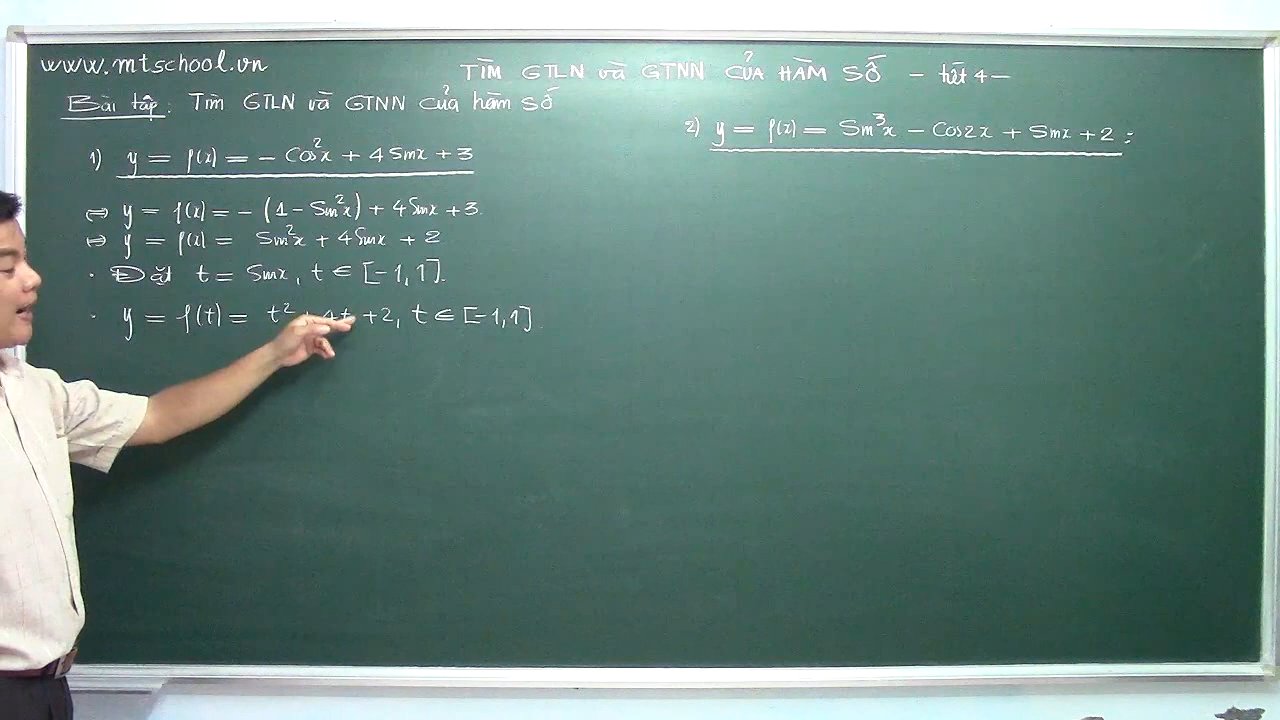 www.mtschool.vn
TÌM GTLN và GTNN CỦA HÀM SỐ – tiết 4 –
Bài tập: Tìm GTLN và GTNN của hàm số
1) y = f(x) = - Cos²x + 4 Sinx + 3
⇔ y = f(x) = - (1 - Sin²x) + 4 Sinx + 3
⇔ y = f(x) = Sin²x + 4 Sinx + 2
· Đặt t = Sinx, t ∈ [-1, 1].
· y = f(t) = t² + 4t + 2, t ∈ [-1, 1].
2) y = f(x) = Sin³x - Cos2x + Sinx + 2 :